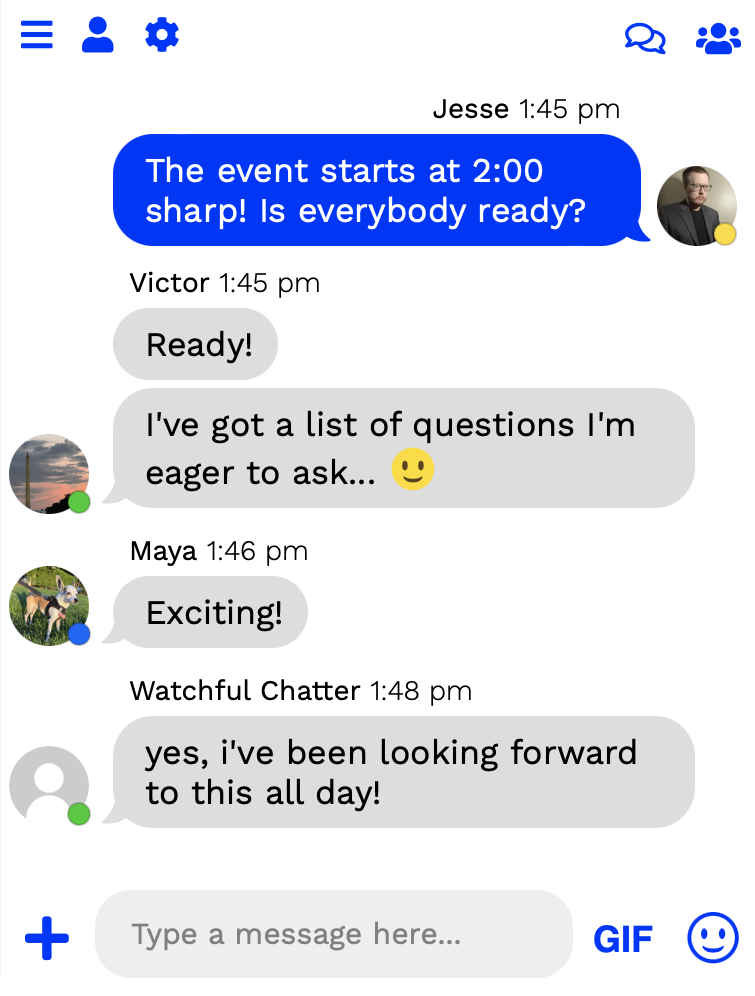 Jesse 1:45 pm
The event starts at 2:00
sharp! Is everybody ready?
Victor 1:45 pm
Ready!
I've got a list of questions I'm
eager to ask... 🙂
Maya 1:46 pm
Exciting!
Watchful Chatter 1:48 pm
yes, i've been looking forward
to this all day!
Type a message here...
GIF